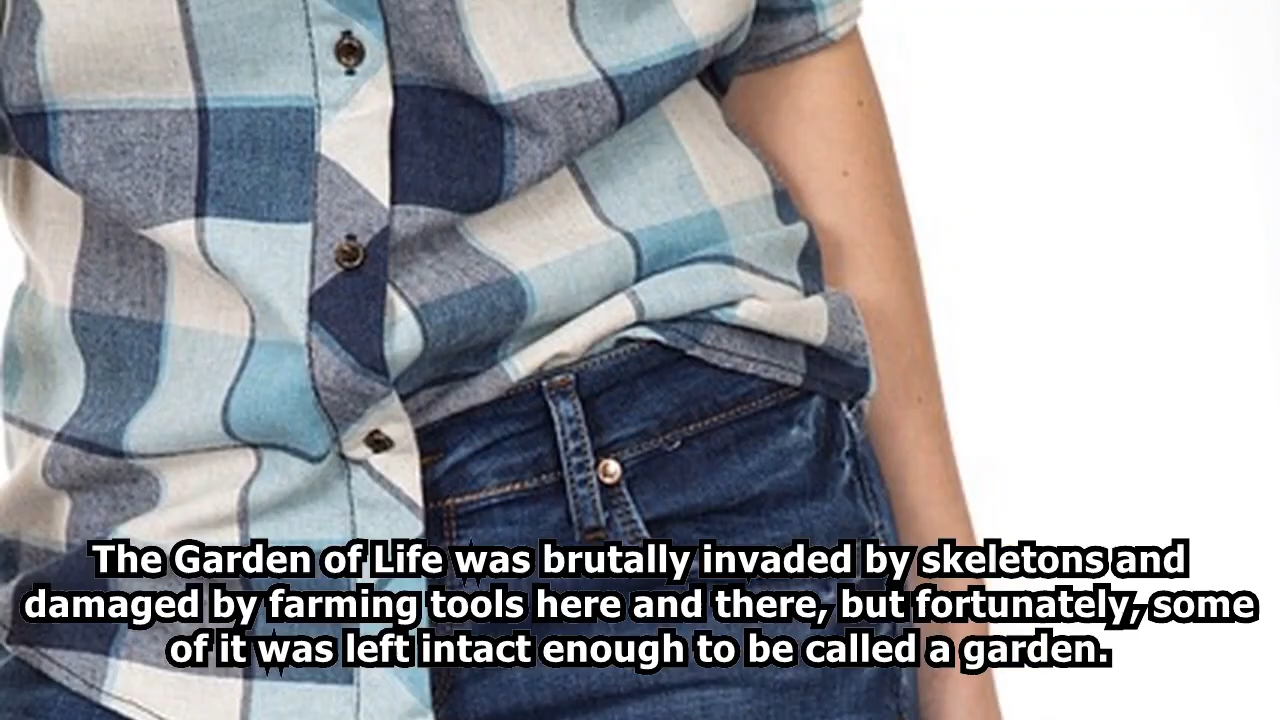 The Garden of Life was brutally invaded by skeletons and
damaged by farming tools here and there, but fortunately, some
of it was left intact enough to be called a garden.